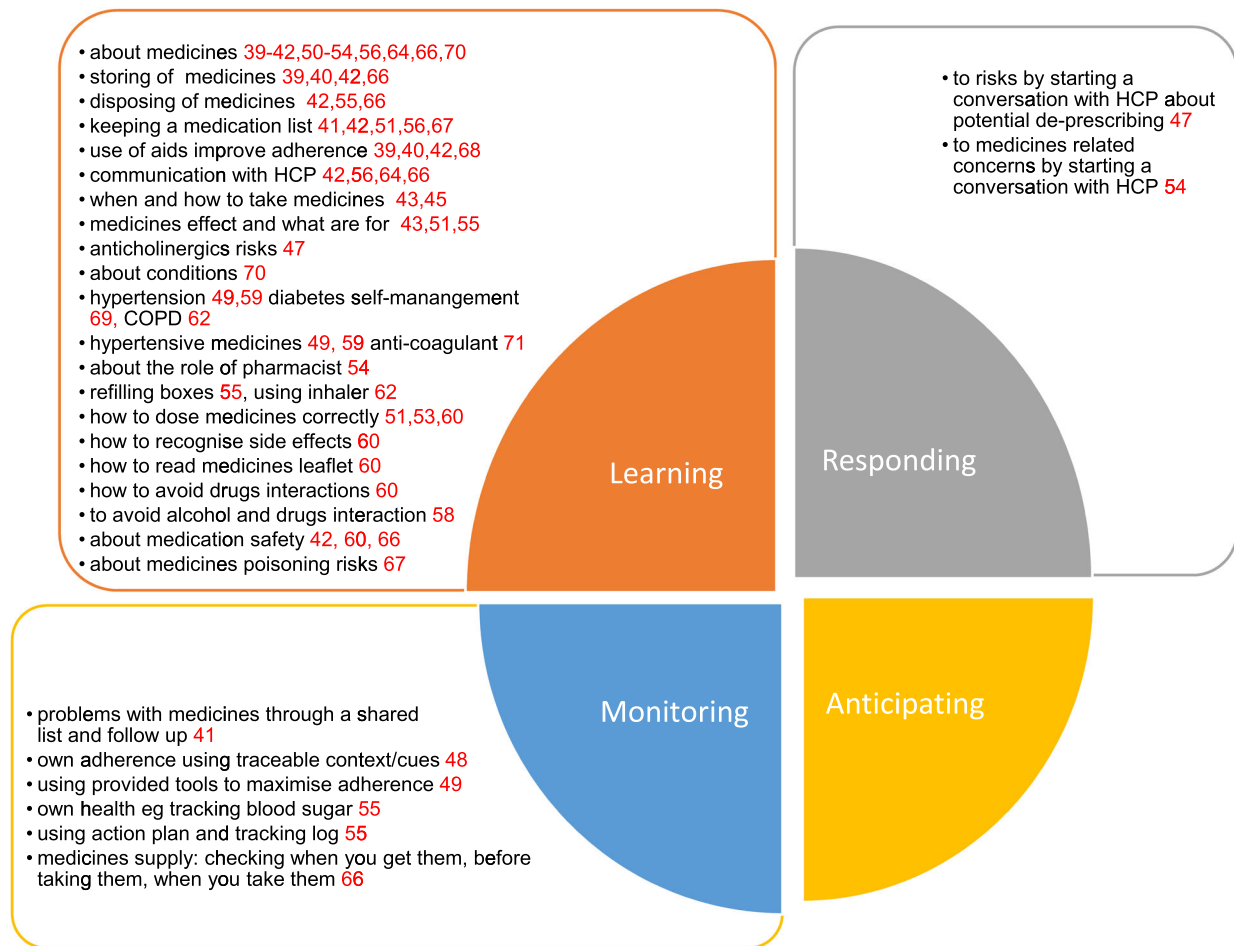 • about medicines 39-42,50-54,56,64,66,70
• storing of medicines 39,40,42,66
• disposing of medicines 42,55,66
• keeping a medication list 41,42,51,56,67
• use of aids improve adherence 39,40,42,68
• communication with HCP 42,56,64,66
• when and how to take medicines 43,45
• medicines effect and what are for 43,51,55
• anticholinergics risks 47
• about conditions 70
• hypertension 49,59 diabetes self-manangement
69, COPD 62
• hypertensive medicines 49, 59 anti-coagulant 71
• about the role of pharmacist 54
• refilling boxes 55, using inhaler 62
• how to dose medicines correctly 51,53,60
• how to recognise side effects 60
• how to read medicines leaflet 60
• how to avoid drugs interactions 60
• to avoid alcohol and drugs interaction 58
• about medication safety 42, 60, 66
• about medicines poisoning risks 67
• to risks by starting a
conversation with HCP about
potential de-prescribing 47
• to medicines related
concerns by starting a
conversation with HCP 54
Learning
Responding
Monitoring
Anticipating
• problems with medicines through a shared
list and follow up 41
• own adherence using traceable context/cues 48
• using provided tools to maximise adherence 49
• own health eg tracking blood sugar 55
• using action plan and tracking log 55
• medicines supply: checking when you get them, before
taking them, when you take them 66